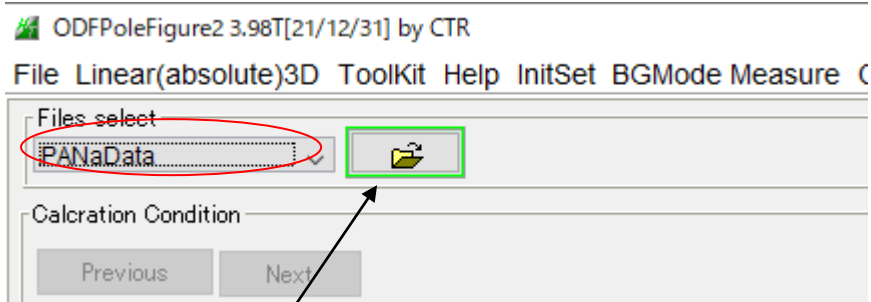 ODFPoleFigure2 3.98T[21/12/31] by CTR
File Linear(absolute)3D ToolKit Help InitSet BGMode Measure
Files select
PANaData
Calcration Condition
Previous Next